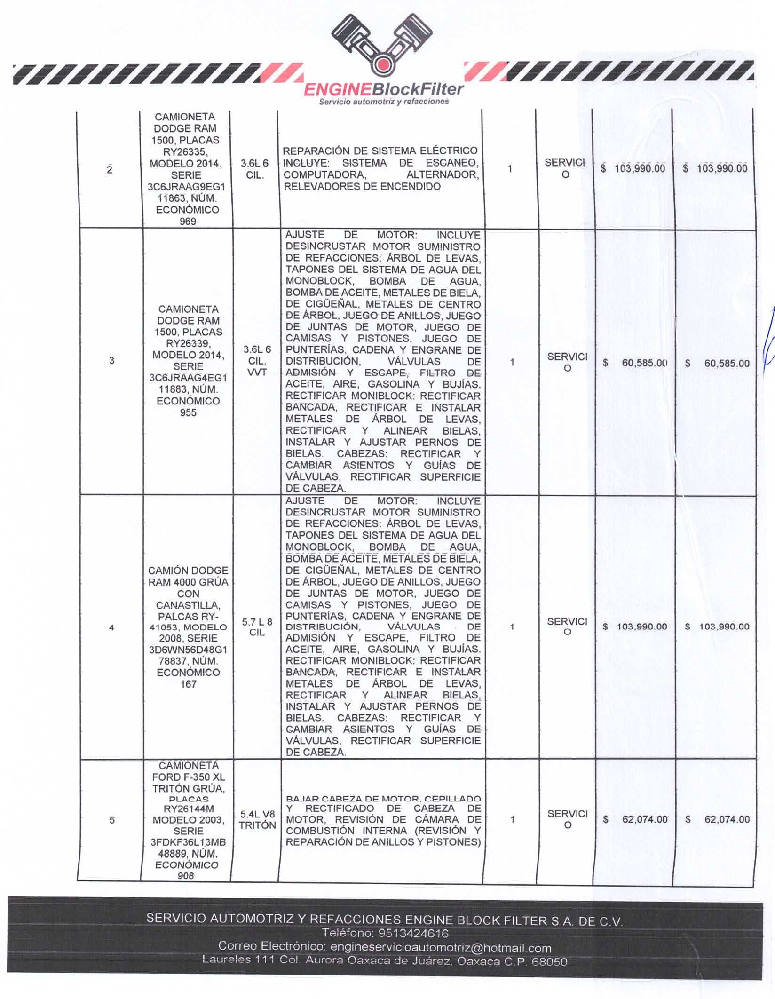 ENGINEBlockFilter
Servicio automotriz y refacciones
2
CAMIONETA
DODGE RAM
1500, PLACAS
RY26335,
MODELO 2014,
SERIE
3C6JRAAG9EG1
11863, NÚM.
ECONÓMICO
969
3.6L 6
CIL.
REPARACIÓN DE SISTEMA ELÉCTRICO
INCLUYE: SISTEMA DE ESCANEO,
COMPUTADORA, ALTERNADOR,
RELEVADORES DE ENCENDIDO
1
SERVICI
O
$ 103,990.00
$ 103,990.00
3
CAMIONETA
DODGE RAM
1500, PLACAS
RY26339,
MODELO 2014,
SERIE
3C6JRAAG4EG1
11883, NÚM.
ECONÓMICO
955
3.6L 6
CIL.
VVT
AJUSTE DE MOTOR: INCLUYE
DESINCRUSTAR MOTOR SUMINISTRO
DE REFACCIONES: ÁRBOL DE LEVAS,
TAPONES DEL SISTEMA DE AGUA DEL
MONOBLOCK, BOMBA DE AGUA,
BOMBA DE ACEITE, METALES DE BIELA,
DE CIGÜEÑAL, METALES DE CENTRO
DE ÁRBOL, JUEGO DE ANILLOS, JUEGO
DE JUNTAS DE MOTOR, JUEGO DE
CAMISAS Y PISTONES, JUEGO DE
PUNTERÍAS, CADENA Y ENGRANE DE
DISTRIBUCIÓN, VÁLVULAS DE
ADMISIÓN Y ESCAPE, FILTRO DE
ACEITE, AIRE, GASOLINA Y BUJÍAS.
RECTIFICAR MONIBLOCK: RECTIFICAR
BANCADA, RECTIFICAR E INSTALAR
METALES DE ÁRBOL DE LEVAS,
RECTIFICAR Y ALINEAR BIELAS,
INSTALAR Y AJUSTAR PERNOS DE
BIELAS. CABEZAS: RECTIFICAR Y
CAMBIAR ASIENTOS Y GUÍAS DE
VÁLVULAS, RECTIFICAR SUPERFICIE
DE CABEZA.
1
SERVICI
O
$ 60,585.00
$ 60,585.00
4
CAMIÓN DODGE
RAM 4000 GRÚA
CON
CANASTILLA,
PALCAS RY-
41053, MODELO
2008, SERIE
3D6WN56D48G1
78837, NÚM.
ECONÓMICO
167
5.7 L 8
CIL
AJUSTE DE MOTOR: INCLUYE
DESINCRUSTAR MOTOR SUMINISTRO
DE REFACCIONES: ÁRBOL DE LEVAS,
TAPONES DEL SISTEMA DE AGUA DEL
MONOBLOCK, BOMBA DE AGUA,
BOMBA DE ACEITE, METALES DE BIELA,
DE CIGÜEÑAL, METALES DE CENTRO
DE ÁRBOL, JUEGO DE ANILLOS, JUEGO
DE JUNTAS DE MOTOR, JUEGO DE
CAMISAS Y PISTONES, JUEGO DE
PUNTERÍAS, CADENA Y ENGRANE DE
DISTRIBUCIÓN, VÁLVULAS DE
ADMISIÓN Y ESCAPE, FILTRO DE
ACEITE, AIRE, GASOLINA Y BUJÍAS.
RECTIFICAR MONIBLOCK: RECTIFICAR
BANCADA, RECTIFICAR E INSTALAR
METALES DE ÁRBOL DE LEVAS,
RECTIFICAR Y ALINEAR BIELAS,
INSTALAR Y AJUSTAR PERNOS DE
BIELAS. CABEZAS: RECTIFICAR Y
CAMBIAR ASIENTOS Y GUÍAS DE
VÁLVULAS, RECTIFICAR SUPERFICIE
DE CABEZA.
1
SERVICI
O
$ 103,990.00
$ 103,990.00
5
CAMIONETA
FORD F-350 XL
TRITÓN GRÚA,
PLACAS
RY26144M
MODELO 2003,
SERIE
3FDKF36L13MB
48889, NÚM.
ECONÓMICO
908
5.4L V8
TRITÓN
BAJAR CABEZA DE MOTOR, CEPILLADO
Y RECTIFICADO DE CABEZA DE
MOTOR, REVISIÓN DE CÁMARA DE
COMBUSTIÓN INTERNA (REVISIÓN Y
REPARACIÓN DE ANILLOS Y PISTONES)
1
SERVICI
O
$ 62,074.00
$ 62,074.00
SERVICIO AUTOMOTRIZ Y REFACCIONES ENGINE BLOCK FILTER S.A. DE C.V.
Teléfono: 9513424616
Correo Electrónico: engineservicioautomotriz@hotmail.com
Laureles 111 Col. Aurora Oaxaca de Juárez, Oaxaca C.P. 68050